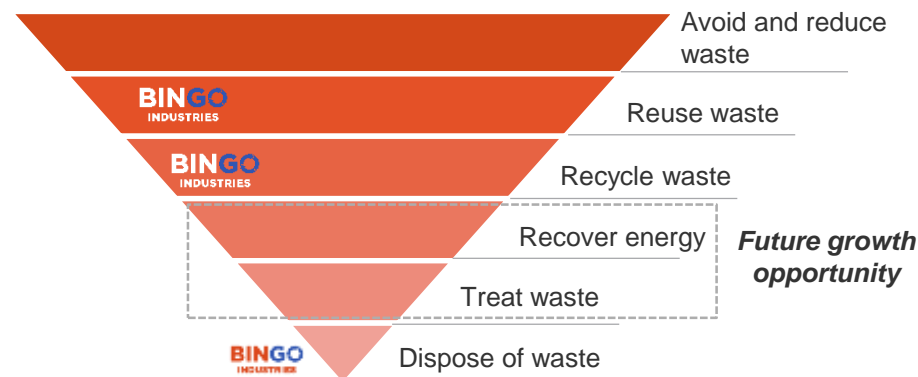 Avoid and reduce
waste
BINGO
INDUSTRIES
Reuse waste
BINGO
INDUSTRIES
Recycle waste
Recover energy
Future growth
opportunity
Treat waste
BINGO
INDUSTRIES
Dispose of waste